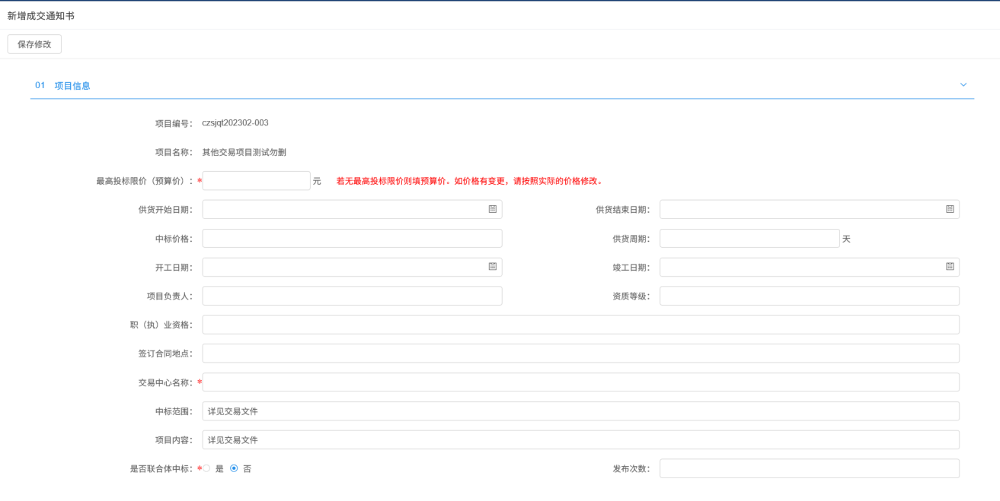 新增成交通知书
保存修改
01 项目信息
项目编号： czsjqt202302-003
项目名称： 其他交易项目测试勿删
最高投标限价（预算价）：* 元 若无最高投标限价则填预算价。如价格有变更，请按照实际的价格修改。
供货开始日期： 供货结束日期：
中标价格： 供货周期： 天
开工日期： 竣工日期：
项目负责人： 资质等级：
职（执）业资格：
签订合同地点：
交易中心名称：*
中标范围： 详见交易文件
项目内容： 详见交易文件
是否联合体中标：* 是 否 发布次数：